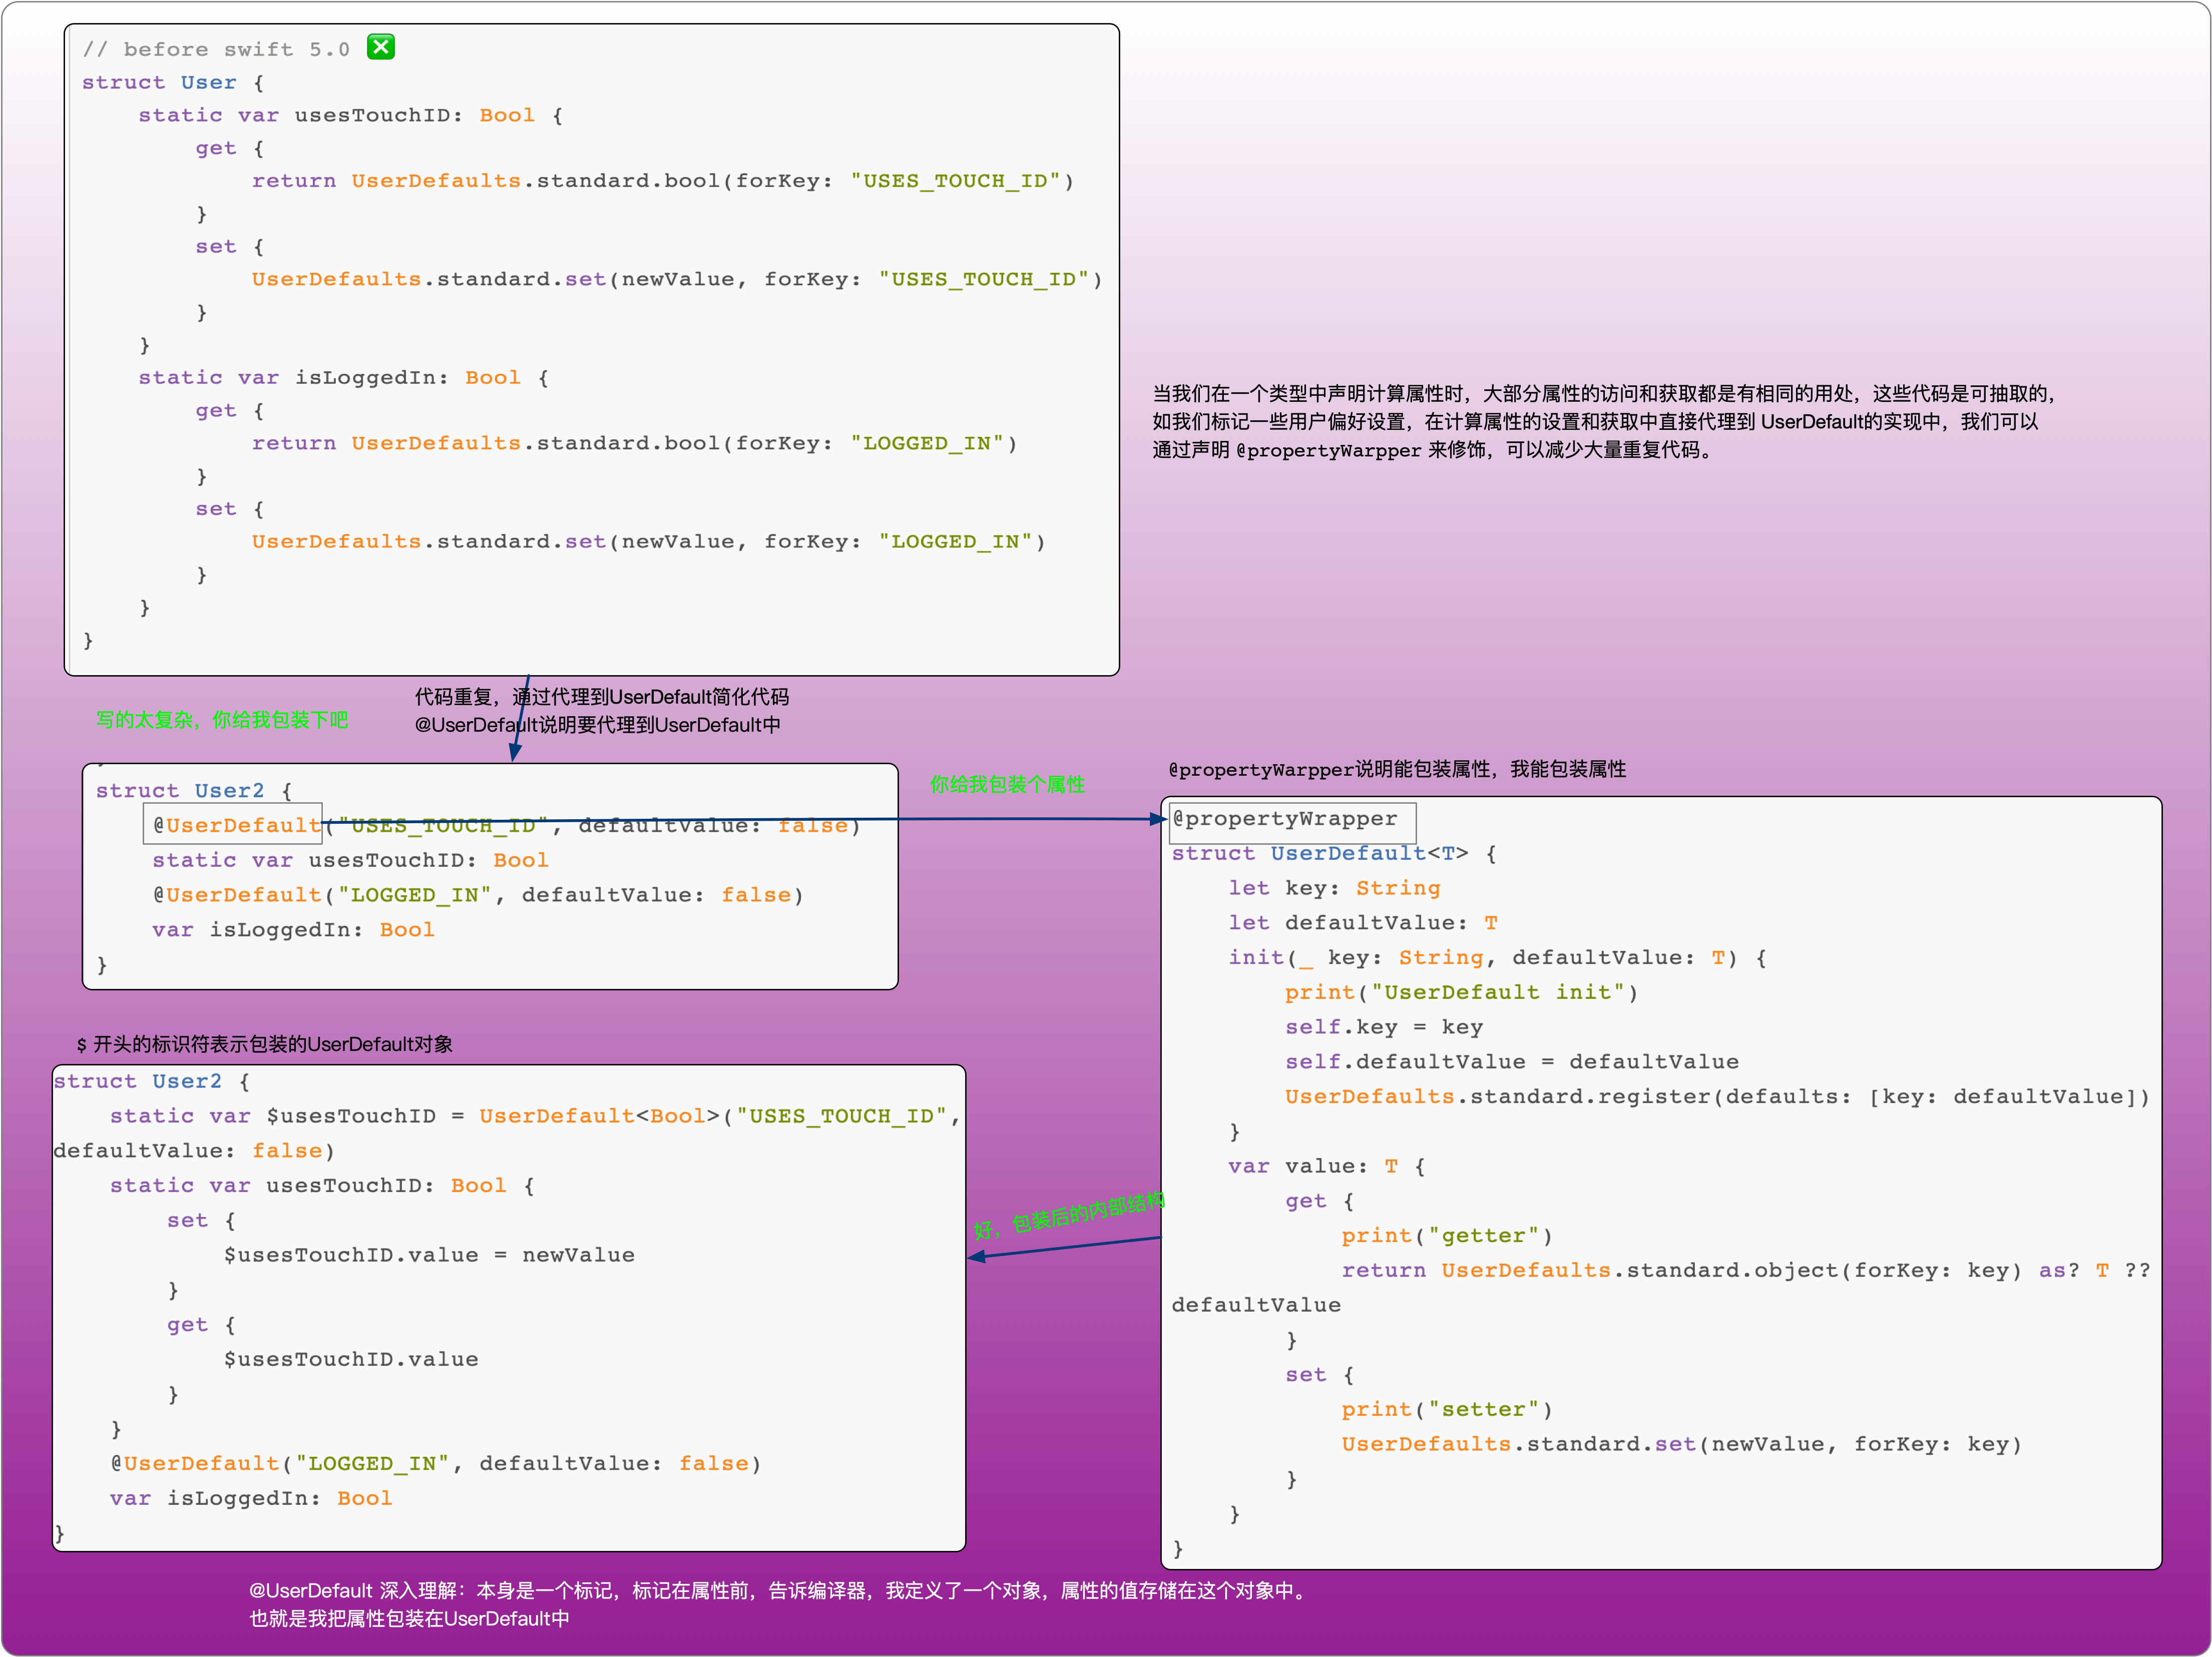 // before swift 5.0 ❎
struct User {
    static var usesTouchID: Bool {
        get {
            return UserDefaults.standard.bool(forKey: "USES_TOUCH_ID")
        }
        set {
            UserDefaults.standard.set(newValue, forKey: "USES_TOUCH_ID")
        }
    }
    static var isLoggedIn: Bool {
        get {
            return UserDefaults.standard.bool(forKey: "LOGGED_IN")
        }
        set {
            UserDefaults.standard.set(newValue, forKey: "LOGGED_IN")
        }
    }
}
当我们在一个类型中声明计算属性时，大部分属性的访问和获取都是有相同的用处，这些代码是可抽取的，
如我们标记一些用户偏好设置，在计算属性的设置和获取中直接代理到 UserDefault的实现中，我们可以
通过声明 @propertyWarpper 来修饰，可以减少大量重复代码。
代码重复，通过代理到UserDefault简化代码
@UserDefault说明要代理到UserDefault中
写的太复杂，你给我包装下吧
struct User2 {
    @UserDefault("USES_TOUCH_ID", defaultValue: false)
    static var usesTouchID: Bool
    @UserDefault("LOGGED_IN", defaultValue: false)
    var isLoggedIn: Bool
}
你给我包装个属性
@propertyWarpper说明能包装属性，我能包装属性
@propertyWrapper
struct UserDefault<T> {
    let key: String
    let defaultValue: T
    init(_ key: String, defaultValue: T) {
        print("UserDefault init")
        self.key = key
        self.defaultValue = defaultValue
        UserDefaults.standard.register(defaults: [key: defaultValue])
    }
    var value: T {
        get {
            print("getter")
            return UserDefaults.standard.object(forKey: key) as? T ??
defaultValue
        }
        set {
            print("setter")
            UserDefaults.standard.set(newValue, forKey: key)
        }
    }
}
好，包装后的内部结构
$ 开头的标识符表示包装的UserDefault对象
struct User2 {
    static var $usesTouchID = UserDefault<Bool>("USES_TOUCH_ID",
defaultValue: false)
    static var usesTouchID: Bool {
        set {
            $usesTouchID.value = newValue
        }
        get {
            $usesTouchID.value
        }
    }
    @UserDefault("LOGGED_IN", defaultValue: false)
    var isLoggedIn: Bool
}
@UserDefault 深入理解：本身是一个标记，标记在属性前，告诉编译器，我定义了一个对象，属性的值存储在这个对象中。
也就是我把属性包装在UserDefault中